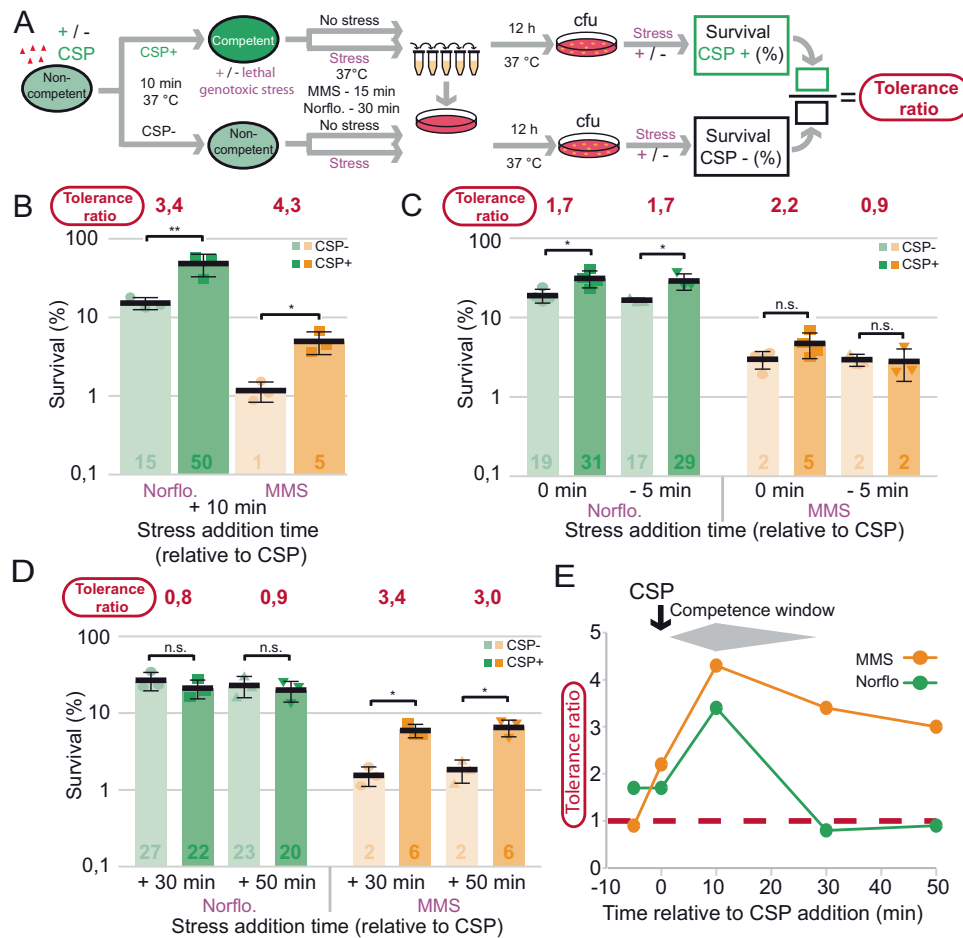 A
+ / -
CSP
Non-
competent
CSP+
10 min
37 °C
CSP-
Competent
+ / - lethal
genotoxic stress
Non-
competent
No stress
Stress
37°C
MMS - 15 min
Norflo. - 30 min
No stress
Stress
12 h
37 °C
cfu
Stress
+ / -
Survival
CSP + (%)
12 h
37 °C
cfu
Stress
+ / -
Survival
CSP - (%)
=
Tolerance
ratio
B
Tolerance
ratio
3,4
4,3
100
10
1
0,1
Survival (%)
**
*
CSP-
CSP+
15
50
1
5
Norflo.
MMS
+ 10 min
Stress addition time
(relative to CSP)
C
Tolerance
ratio
1,7
1,7
2,2
0,9
100
10
1
0,1
Survival (%)
*
*
n.s.
n.s.
CSP-
CSP+
19
31
17
29
2
5
2
2
0 min
- 5 min
0 min
- 5 min
Norflo.
MMS
Stress addition time (relative to CSP)
D
Tolerance
ratio
0,8
0,9
3,4
3,0
100
10
1
0,1
Survival (%)
n.s.
n.s.
*
*
CSP-
CSP+
27
22
23
20
2
6
2
6
+ 30 min
+ 50 min
+ 30 min
+ 50 min
Norflo.
MMS
Stress addition time (relative to CSP)
E
CSP
Competence window
5
4
3
2
1
0
Tolerance ratio
MMS
Norflo
-10
0
10
20
30
40
50
Time relative to CSP addition (min)